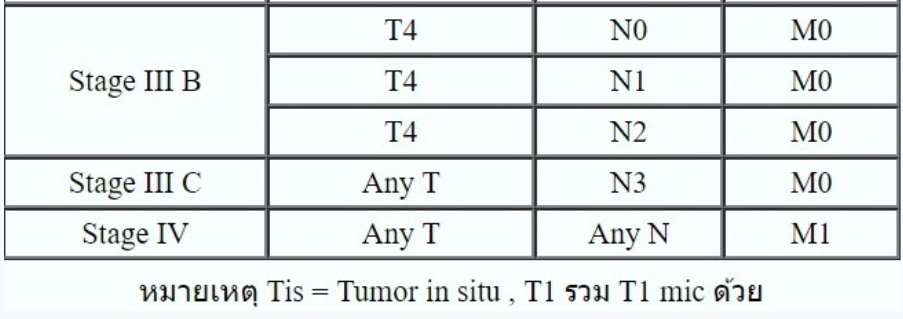 T4 N0 M0
Stage III B T4 N1 M0
T4 N2 M0
Stage III C Any T N3 M0
Stage IV Any T Any N M1
หมายเหตุ Tis = Tumor in situ , T1 รวม T1 mic ด้วย